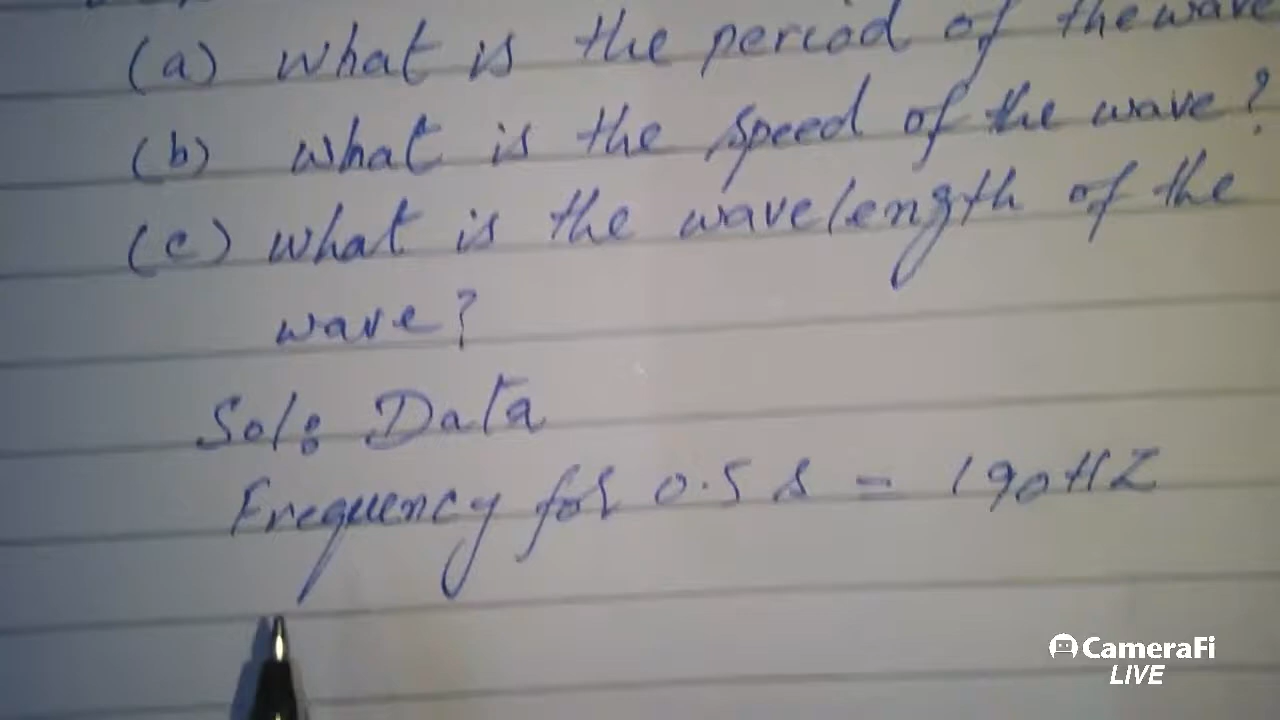 (a) What is the period of the wave
(b) What is the speed of the wave?
(c) What is the wavelength of the
wave?
Sol: Data
Frequency for 0.5 s = 190 HZ
CameraFi
LIVE